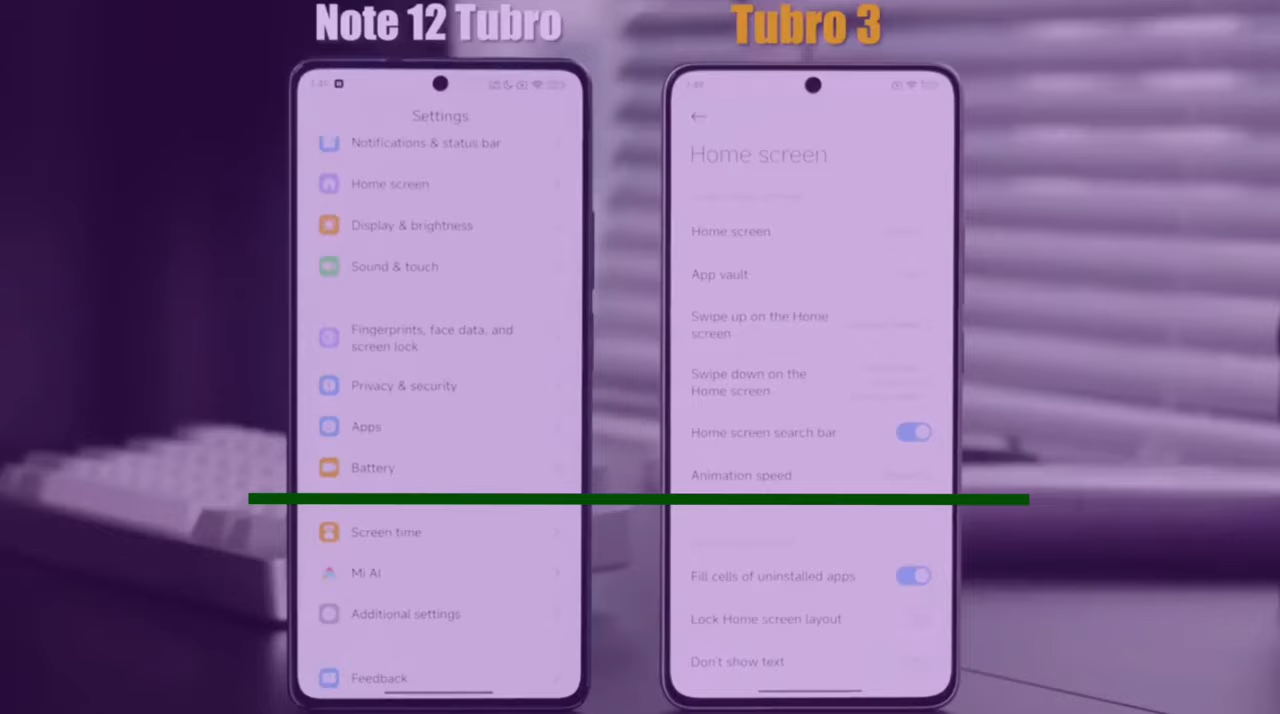 Note 12 Tubro
Tubro 3
Settings
Notifications & status bar
Home screen
Display & brightness
Sound & touch
Fingerprints, face data, and
screen lock
Privacy & security
Apps
Battery
Screen time
Mi AI
Additional settings
Feedback
Home screen
Home screen
App vault
Swipe up on the Home
screen
Swipe down on the
Home screen
Home screen search bar
Animation speed
Fill cells of uninstalled apps
Lock Home screen layout
Don't show text